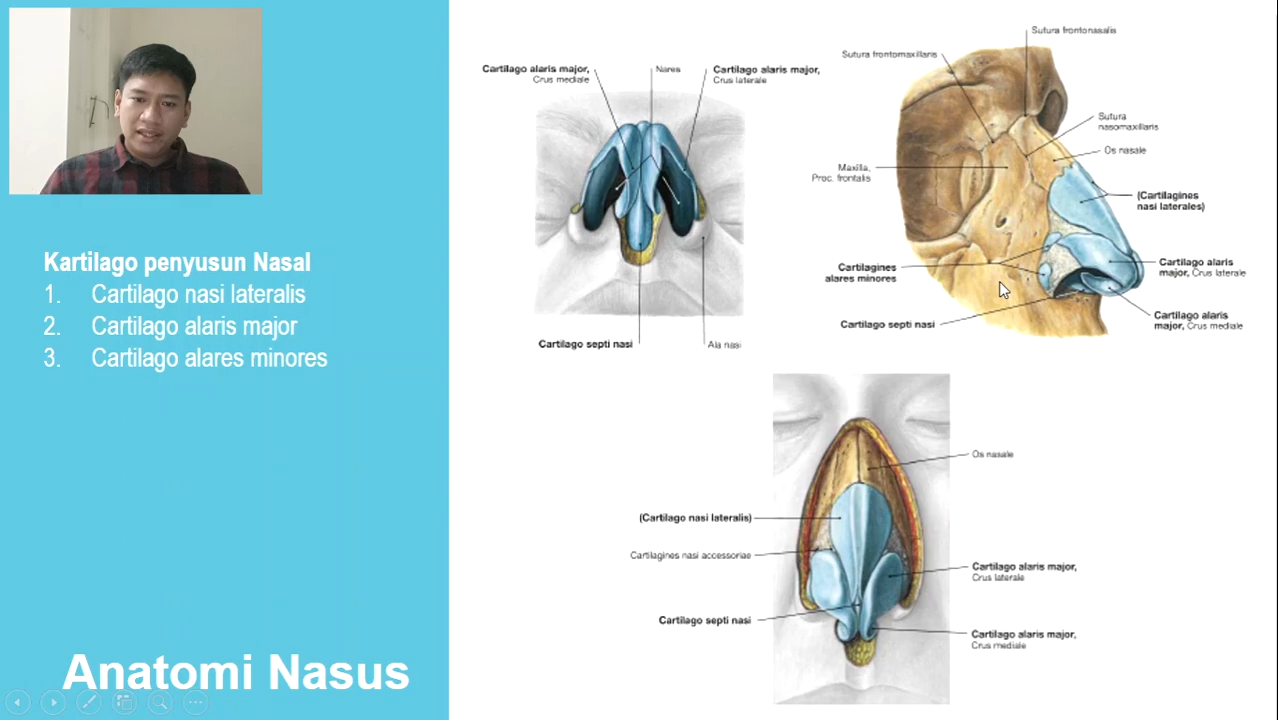 Kartilago penyusun Nasal
1. Cartilago nasi lateralis
2. Cartilago alaris major
3. Cartilago alares minores
Anatomi Nasus
Cartilago alaris major,
Crus mediale
Nares
Cartilago alaris major,
Crus laterale
Cartilago septi nasi
Ala nasi
Sutura frontonasalis
Sutura frontomaxillaris
Sutura
nasomaxillaris
Os nasale
Maxilla,
Proc. frontalis
(Cartilagines
nasi laterales)
Cartilagines
alares minores
Cartilago alaris
major, Crus laterale
Cartilago septi nasi
Cartilago alaris
major, Crus mediale
Os nasale
(Cartilago nasi lateralis)
Cartilagines nasi accessoriae
Cartilago alaris major,
Crus laterale
Cartilago septi nasi
Cartilago alaris major,
Crus mediale